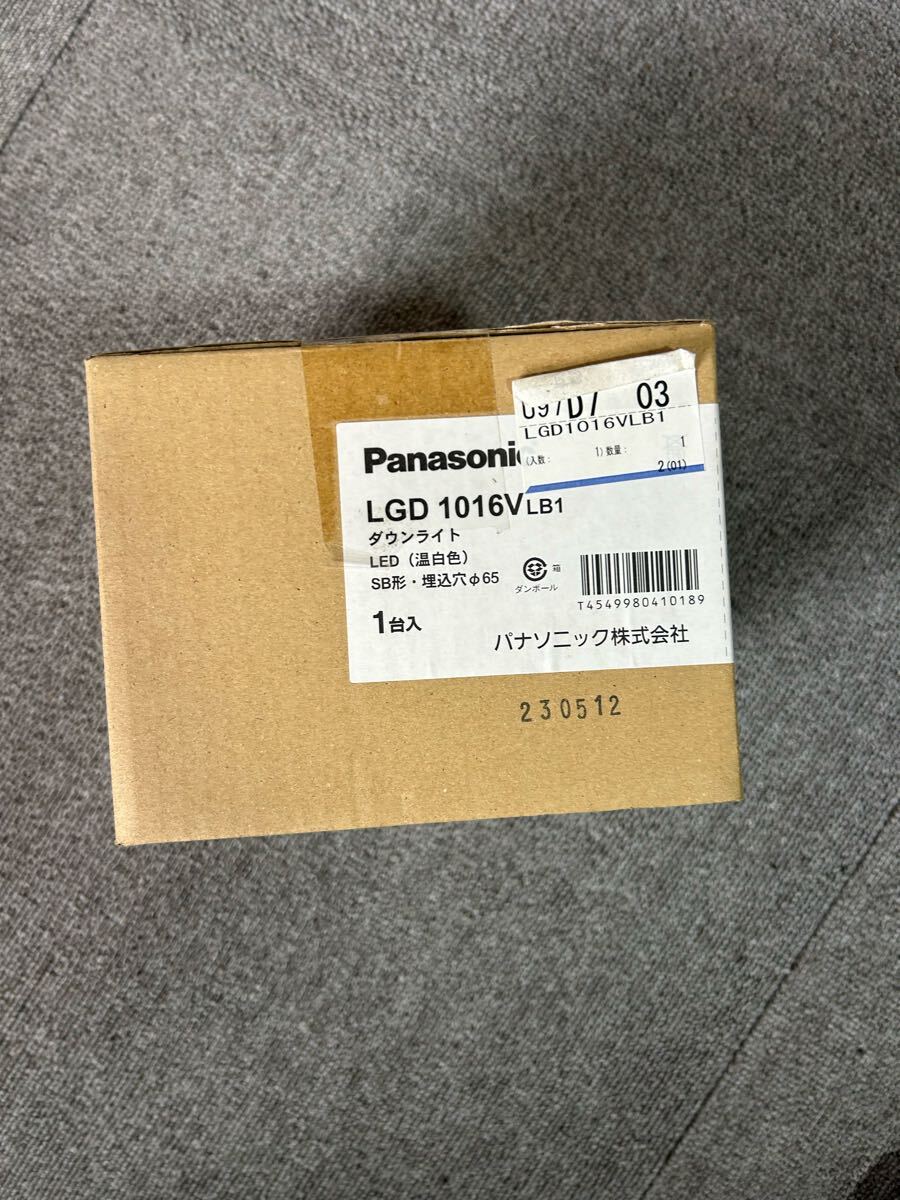 03
LGD1016VLB1
(入数: 1) 数量: 1
2(01)
Panasonic
LGD 1016V LB1
ダウンライト
LED（温白色）
SB形・埋込穴φ65
1台入
箱
ダンボール
T4549980410189
パナソニック株式会社
230512